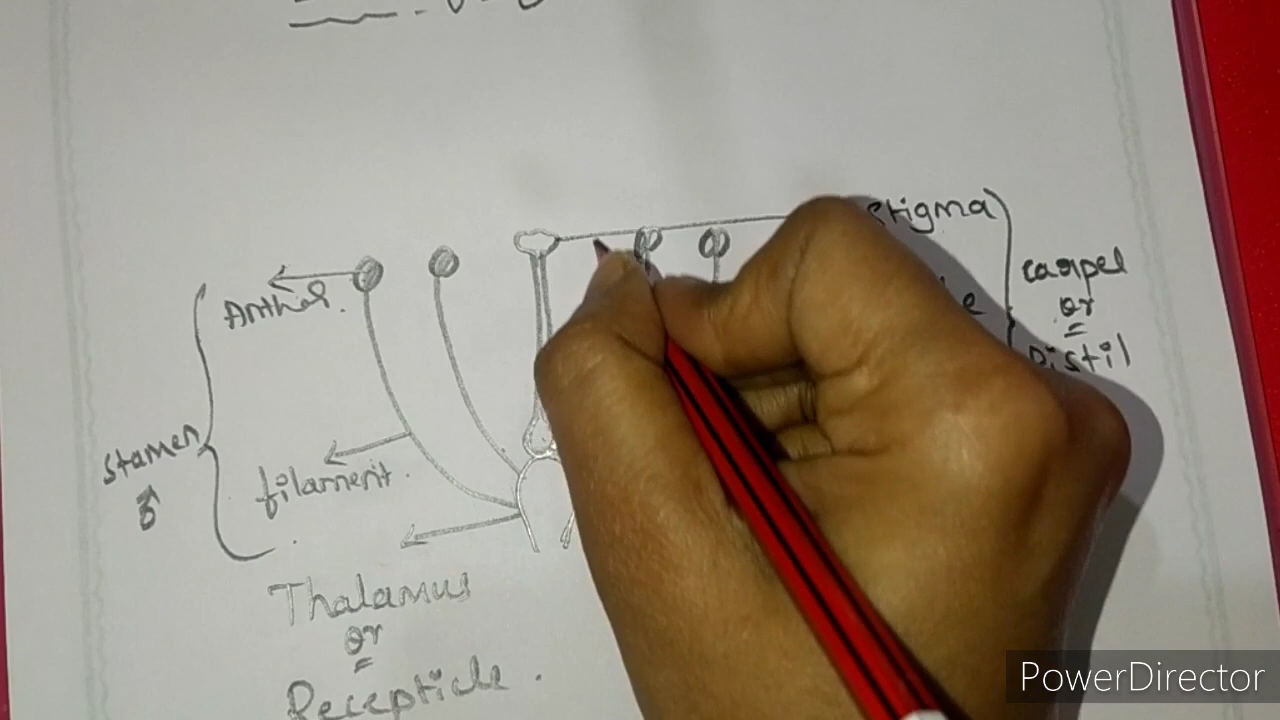 Stigma
Carpel
or
Pistil
Anther.
Stamen
filament.
Thalamus
or
Recepticle.
PowerDirector